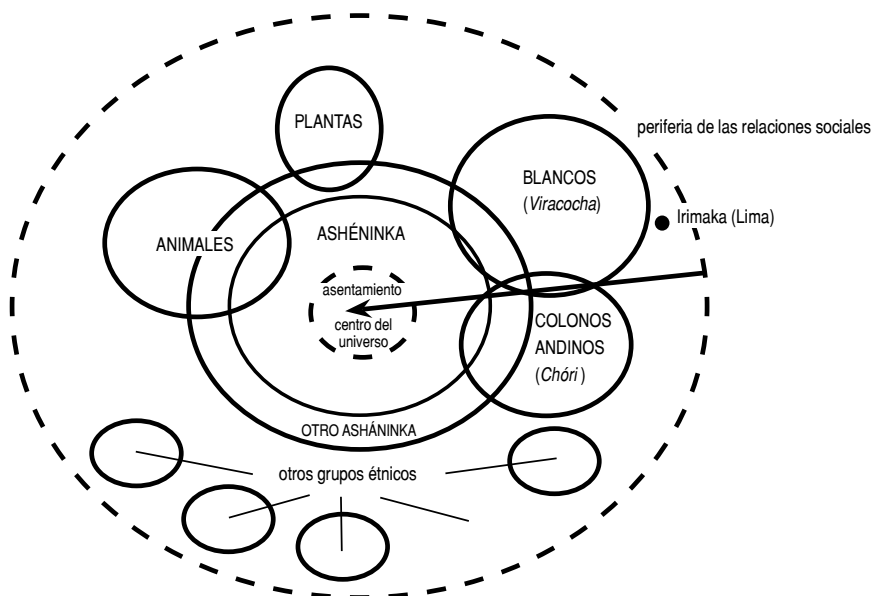 PLANTAS
periferia de las relaciones sociales
BLANCOS
(Viracocha)
Irimaka (Lima)
ANIMALES
ASHÉNINKA
asentamiento
centro del
universo
COLONOS
ANDINOS
(Chóri )
OTRO ASHÁNINKA
otros grupos étnicos